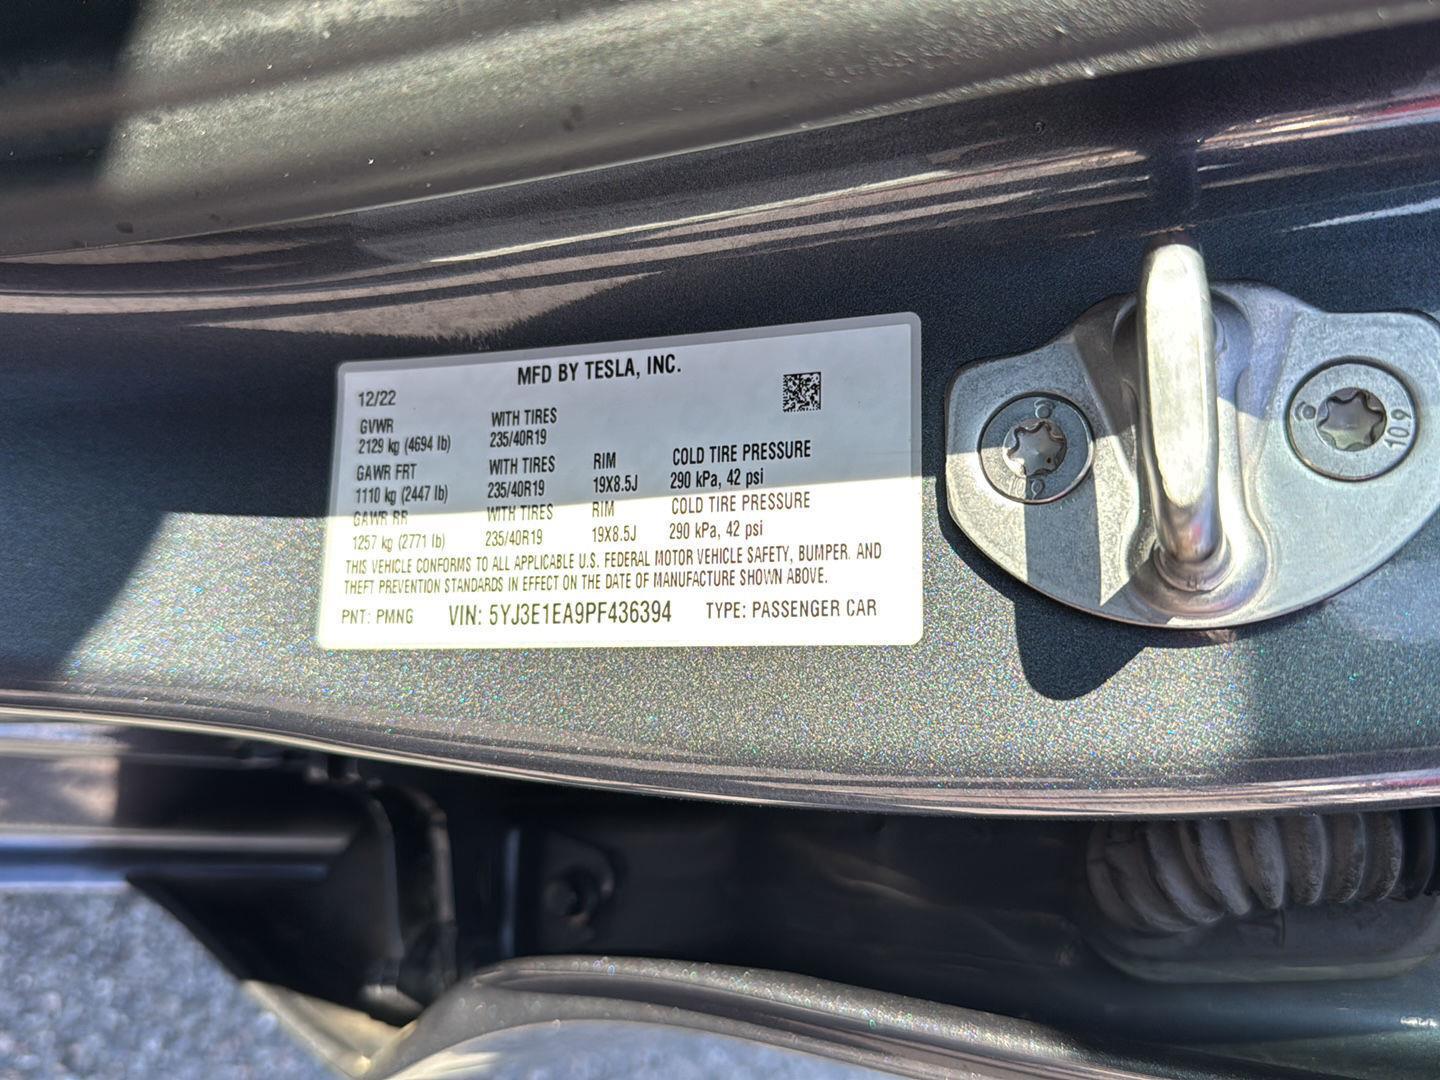 MFD BY TESLA, INC.
12/22
GVWR WITH TIRES
2129 kg (4694 lb) 235/40R19
GAWR FRT WITH TIRES RIM COLD TIRE PRESSURE
1110 kg (2447 lb) 235/40R19 19X8.5J 290 kPa, 42 psi
GAWR RR WITH TIRES RIM COLD TIRE PRESSURE
1257 kg (2771 lb) 235/40R19 19X8.5J 290 kPa, 42 psi
THIS VEHICLE CONFORMS TO ALL APPLICABLE U.S. FEDERAL MOTOR VEHICLE SAFETY, BUMPER, AND
THEFT PREVENTION STANDARDS IN EFFECT ON THE DATE OF MANUFACTURE SHOWN ABOVE.
PNT: PMNG VIN: 5YJ3E1EA9PF436394 TYPE: PASSENGER CAR
10.9
10.9